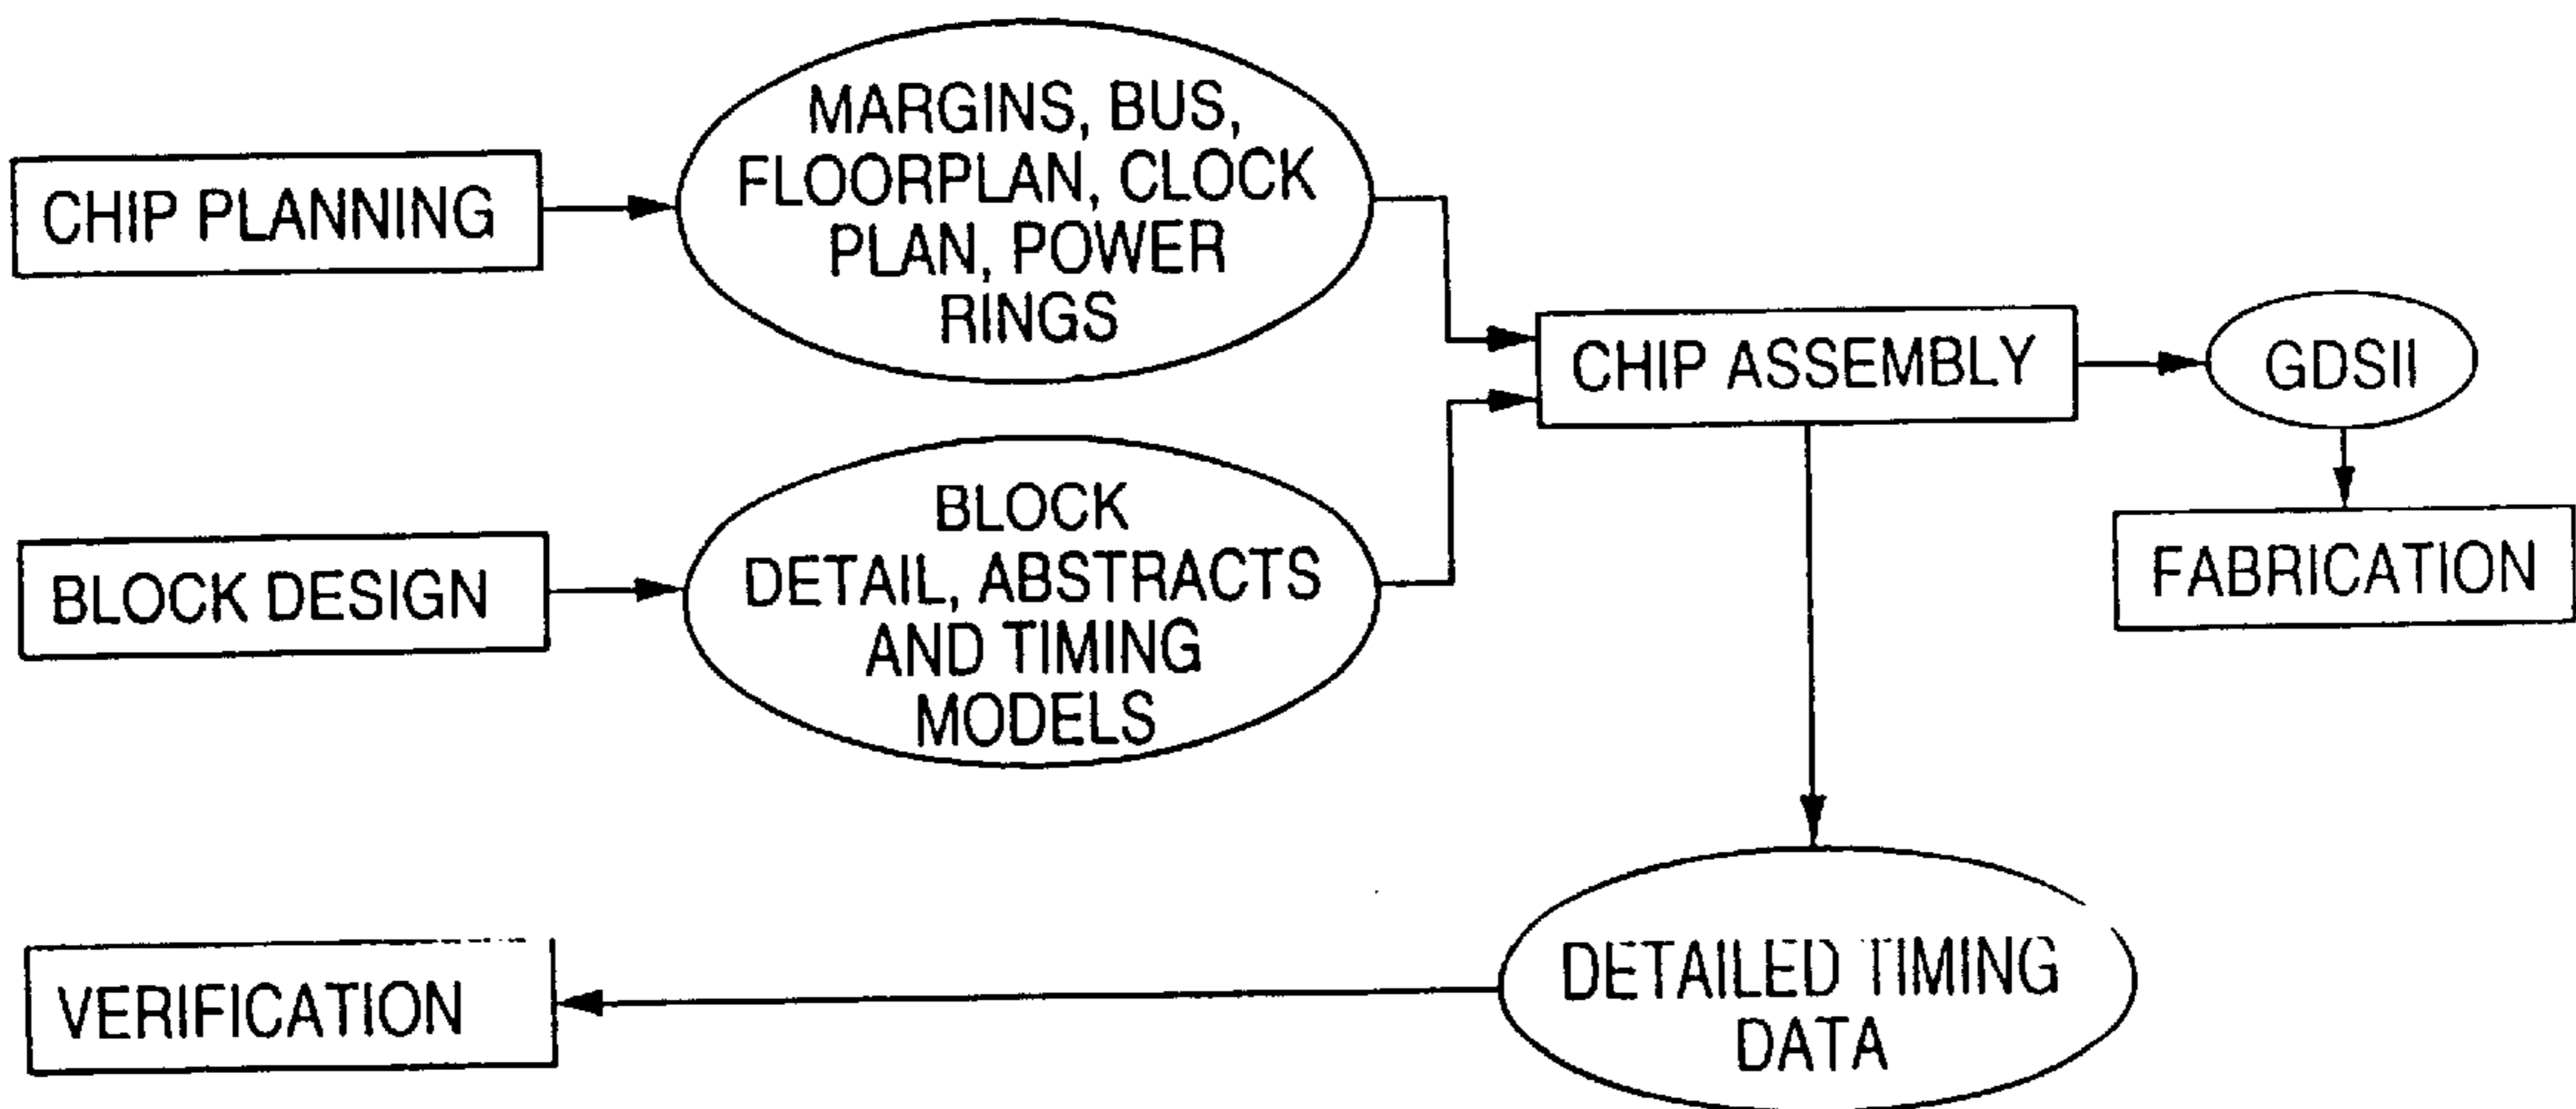 CHIP PLANNING
MARGINS, BUS,
FLOORPLAN, CLOCK
PLAN, POWER
RINGS
BLOCK DESIGN
BLOCK
DETAIL, ABSTRACTS
AND TIMING
MODELS
CHIP ASSEMBLY
GDSII
FABRICATION
DETAILED TIMING
DATA
VERIFICATION